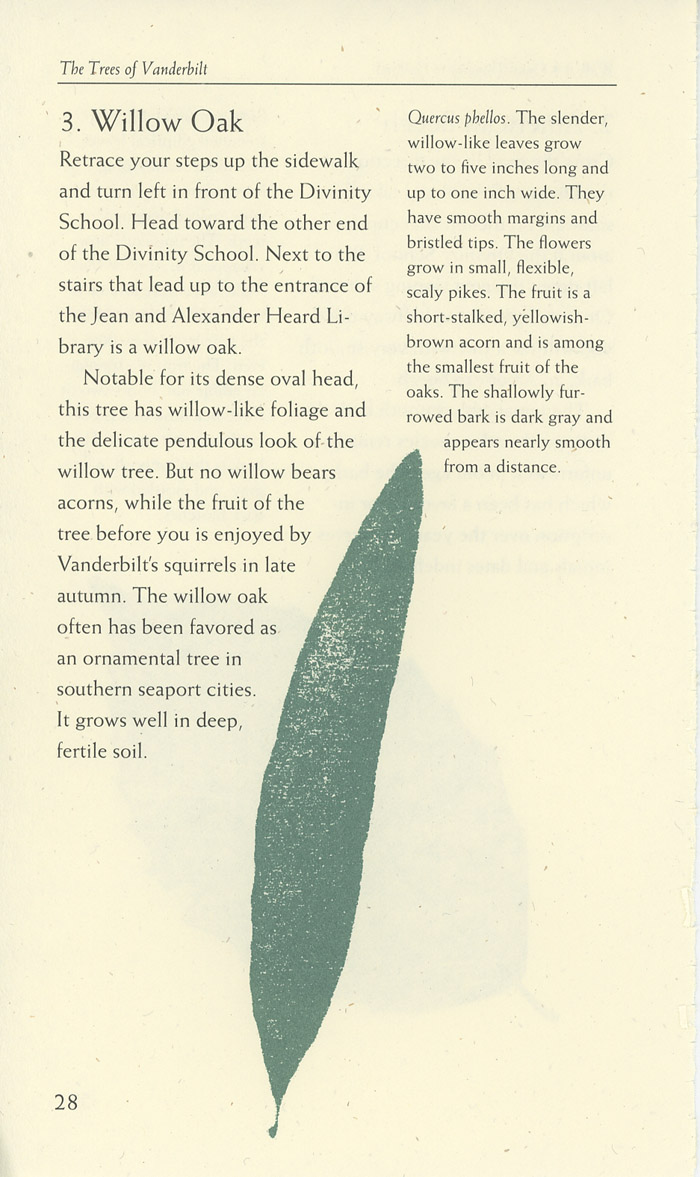 The Trees of Vanderbilt
3. Willow Oak
Retrace your steps up the sidewalk
and turn left in front of the Divinity
School. Head toward the other end
of the Divinity School. Next to the
stairs that lead up to the entrance of
the Jean and Alexander Heard Li-
brary is a willow oak.
Notable for its dense oval head,
this tree has willow-like foliage and
the delicate pendulous look of the
willow tree. But no willow bears
acorns, while the fruit of the
tree before you is enjoyed by
Vanderbilt's squirrels in late
autumn. The willow oak
often has been favored as
an ornamental tree in
southern seaport cities.
It grows well in deep,
fertile soil.
Quercus phellos. The slender,
willow-like leaves grow
two to five inches long and
up to one inch wide. They
have smooth margins and
bristled tips. The flowers
grow in small, flexible,
scaly pikes. The fruit is a
short-stalked, yellowish-
brown acorn and is among
the smallest fruit of the
oaks. The shallowly fur-
rowed bark is dark gray and
appears nearly smooth
from a distance.
28